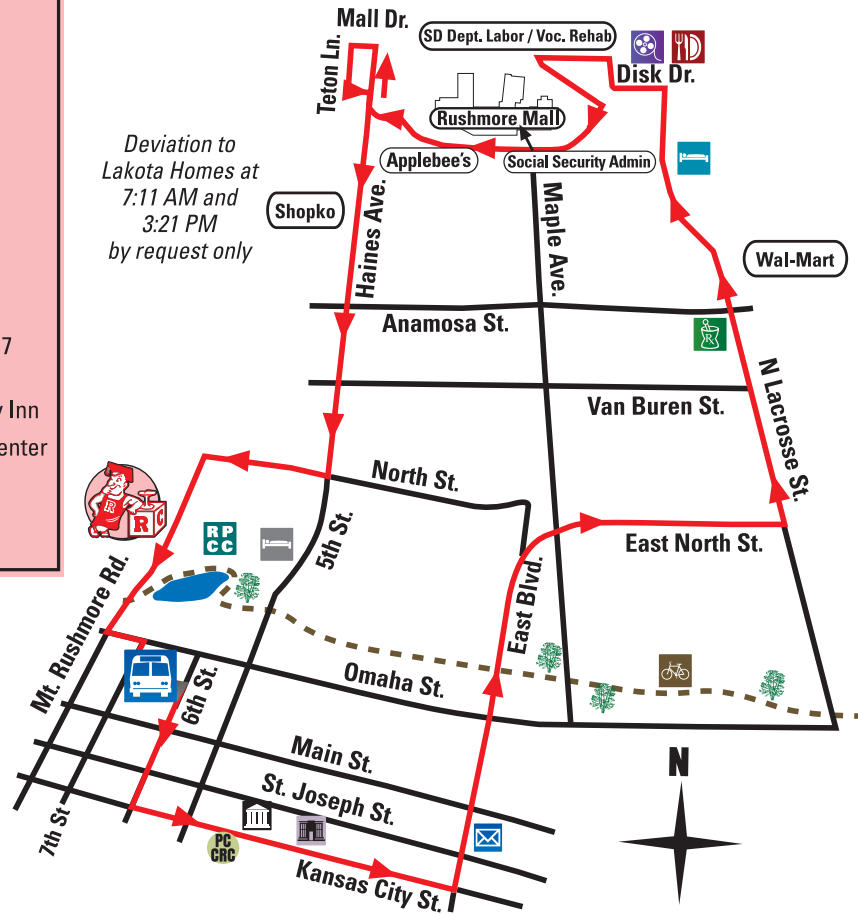 Mall Dr.
SD Dept. Labor / Voc. Rehab
Teton Ln.
Disk Dr.
Rushmore Mall
Applebee's
Social Security Admin
Deviation to
Lakota Homes at
7:11 AM and
3:21 PM
by request only
Shopko
Haines Ave.
Maple Ave.
Wal-Mart
Anamosa St.
R
7
Van Buren St.
N Lacrosse St.
y Inn
enter
North St.
R
R
C
RP
CC
5th St.
East North St.
Mt. Rushmore Rd.
East Blvd.
6th St.
Omaha St.
Main St.
N
St. Joseph St.
7th St
PC
CRC
Kansas City St.